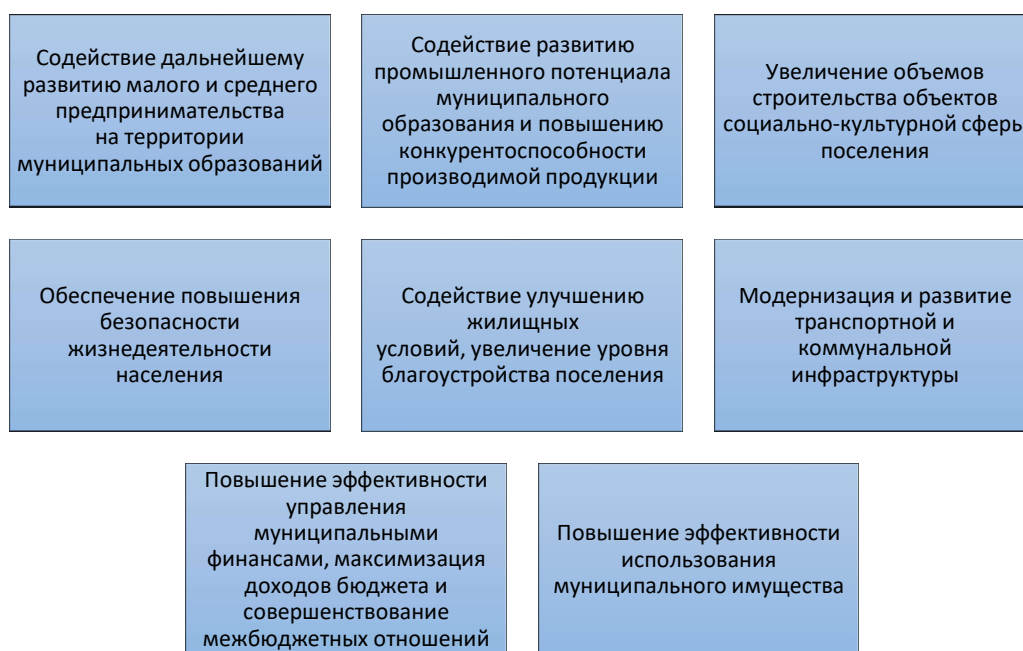 Содействие дальнейшему
развитию малого и среднего
предпринимательства
на территории
муниципальных образований
Содействие развитию
промышленного потенциала
муниципального
образования и повышению
конкурентоспособности
производимой продукции
Увеличение объемов
строительства объектов
социально-культурной сферы
поселения
Обеспечение повышения
безопасности
жизнедеятельности
населения
Содействие улучшению
жилищных
условий, увеличение уровня
благоустройства поселения
Модернизация и развитие
транспортной и
коммунальной
инфраструктуры
Повышение эффективности
управления
муниципальными
финансами, максимизация
доходов бюджета и
совершенствование
межбюджетных отношений
Повышение эффективности
использования
муниципального имущества